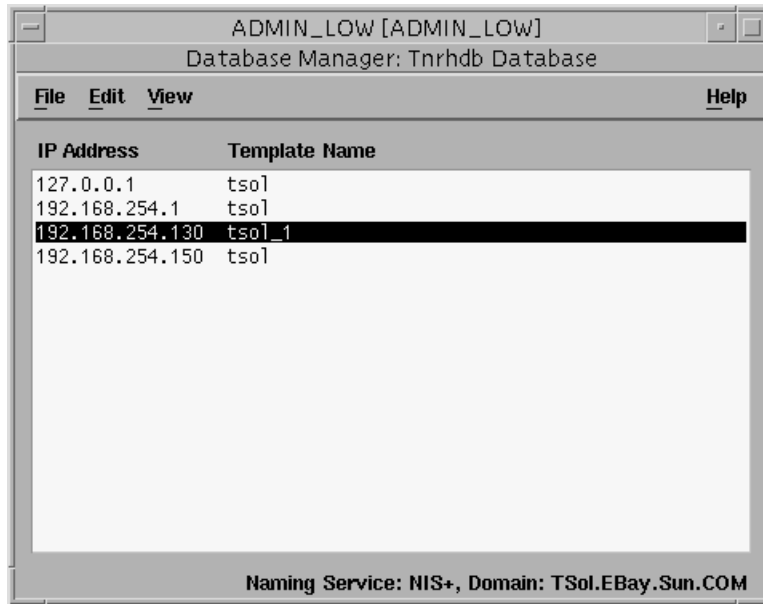 ADMIN_LOW [ADMIN_LOW]
Database Manager: Tnrhdb Database
File Edit View Help
IP Address Template Name
127.0.0.1 tsol
192.168.254.1 tsol
192.168.254.130 tsol_1
192.168.254.150 tsol
Naming Service: NIS+, Domain: TSol.EBay.Sun.COM